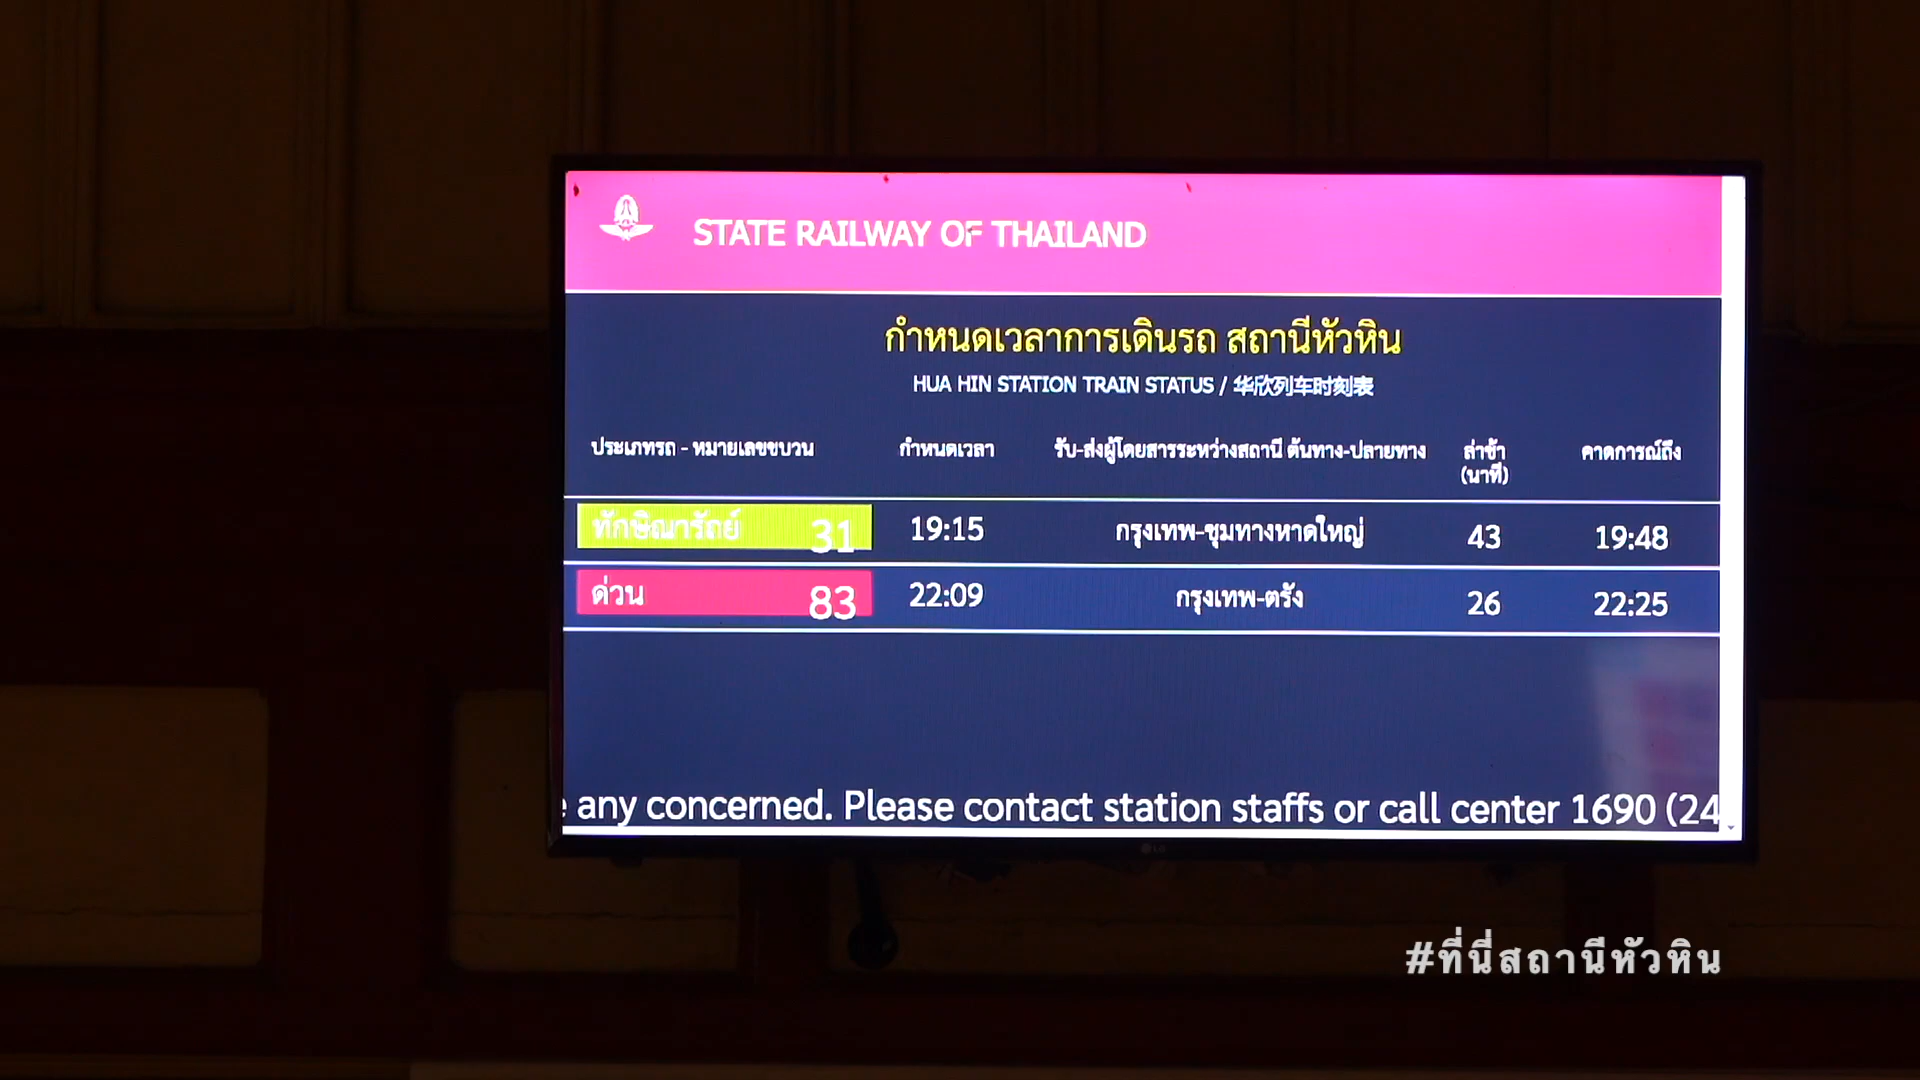 STATE RAILWAY OF THAILAND
กำหนดเวลาการเดินรถ สถานีหัวหิน
HUA HIN STATION TRAIN STATUS / 华欣列车时刻表
ประเภทรถ - หมายเลขขบวน กำหนดเวลา รับ-ส่งผู้โดยสารระหว่างสถานี ต้นทาง-ปลายทาง ล่าช้า (นาที) คาดการณ์ถึง
ทักษิณารัถย์ 31 19:15 กรุงเทพ-ชุมทางหาดใหญ่ 43 19:48
ด่วน 83 22:09 กรุงเทพ-ตรัง 26 22:25
any concerned. Please contact station staffs or call center 1690 (24
LG
#ที่นี่สถานีหัวหิน